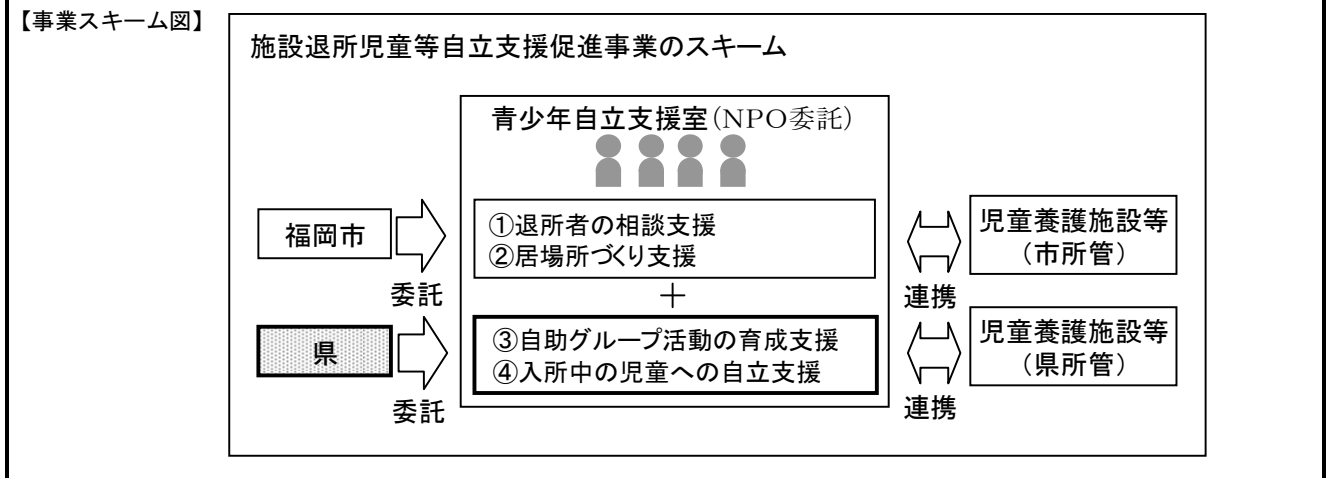 【事業スキーム図】
施設退所児童等自立支援促進事業のスキーム
青少年自立支援室(NPO委託)
福岡市
委託
①退所者の相談支援
②居場所づくり支援
連携
児童養護施設等
(市所管)
+
県
委託
③自助グループ活動の育成支援
④入所中の児童への自立支援
連携
児童養護施設等
(県所管)